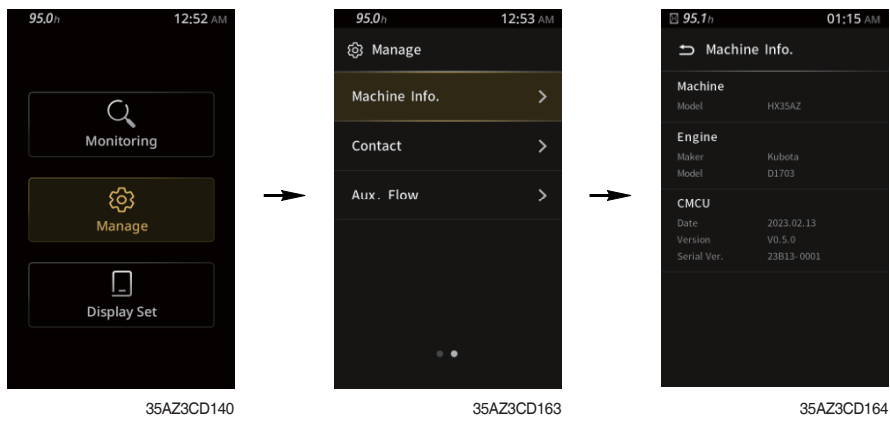 95.0h 12:52 AM
Monitoring
Manage
Display Set
35AZ3CD140
95.0h 12:53 AM
Manage
Machine Info.
Contact
Aux. Flow
35AZ3CD163
95.1h 01:15 AM
Machine Info.
Machine
Model HX35AZ
Engine
Maker Kubota
Model D1703
CMCU
Date 2023.02.13
Version V0.5.0
Serial Ver. 23B13-0001
35AZ3CD164